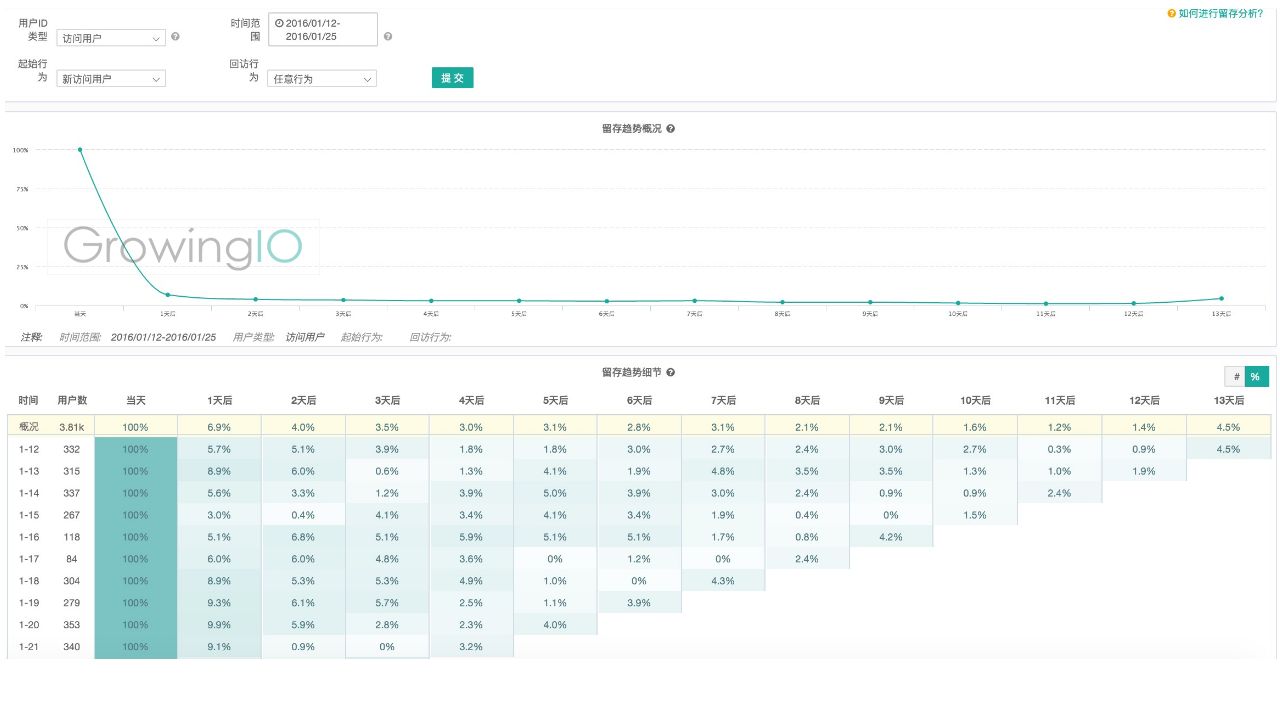 如何进行留存分析?
用户ID类型 访问用户 时间范围 2016/01/12-2016/01/25
起始行为 新访问用户 回访行为 任意行为 提 交
留存趋势概况
100%
75%
50%
75%
0%
GrowingIO
当天 1天后 2天后 3天后 4天后 5天后 6天后 7天后 8天后 9天后 10天后 11天后 12天后 13天后
注释: 时间范围: 2016/01/12-2016/01/25 用户类型: 访问用户 起始行为: 回访行为:
留存趋势细节
# %
时间 用户数 当天 1天后 2天后 3天后 4天后 5天后 6天后 7天后 8天后 9天后 10天后 11天后 12天后 13天后
概况 3.81k 100% 6.9% 4.0% 3.5% 3.0% 3.1% 2.8% 3.1% 2.1% 2.1% 1.6% 1.2% 1.4% 4.5%
1-12 332 100% 5.7% 5.1% 3.9% 1.8% 1.8% 3.0% 2.7% 2.4% 3.0% 2.7% 0.3% 0.9% 4.5%
1-13 315 100% 8.9% 6.0% 0.6% 1.3% 4.1% 1.9% 4.8% 3.5% 3.5% 1.3% 1.0% 1.9%
1-14 337 100% 5.6% 3.3% 1.2% 3.9% 5.0% 3.9% 3.0% 2.4% 0.9% 0.9% 2.4%
1-15 267 100% 3.0% 0.4% 4.1% 3.4% 4.1% 3.4% 1.9% 0.4% 0% 1.5%
1-16 118 100% 5.1% 6.8% 5.1% 5.9% 5.1% 5.1% 1.7% 0.8% 4.2%
1-17 84 100% 6.0% 6.0% 4.8% 3.6% 0% 1.2% 0% 2.4%
1-18 304 100% 8.9% 5.3% 5.3% 4.9% 1.0% 0% 4.3%
1-19 279 100% 9.3% 6.1% 5.7% 2.5% 1.1% 3.9%
1-20 353 100% 9.9% 5.9% 2.8% 2.3% 4.0%
1-21 340 100% 9.1% 0.9% 0% 3.2%